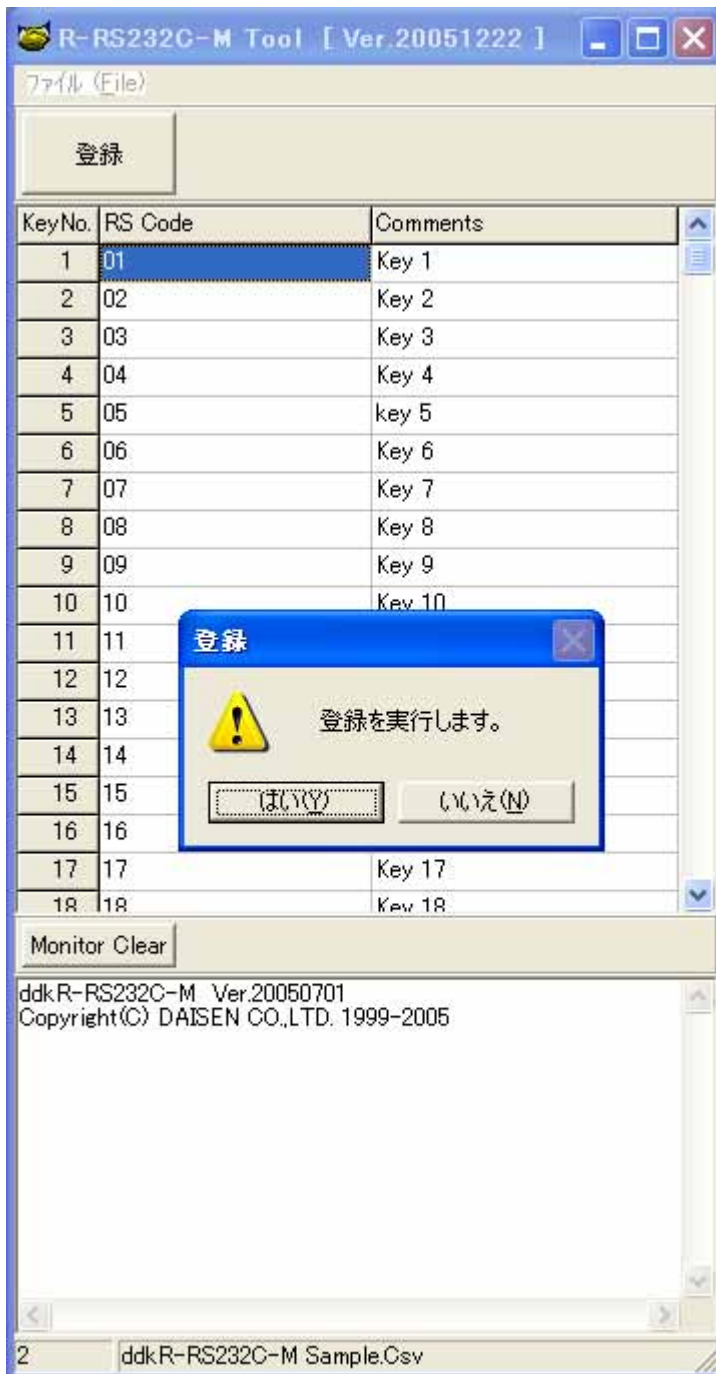 R-RS232C-M Tool [ Ver.20051222 ]
ファイル (File)
登録
KeyNo. RS Code Comments
1 01 Key 1
2 02 Key 2
3 03 Key 3
4 04 Key 4
5 05 key 5
6 06 Key 6
7 07 Key 7
8 08 Key 8
9 09 Key 9
10 10 Key 10
11 11
12 12
13 13
14 14
15 15
16 16
17 17 Key 17
18 18 Key 18
登録
登録を実行します。
はい(Y) いいえ(N)
Monitor Clear
ddkR-RS232C-M Ver.20050701
Copyright(C) DAISEN CO.,LTD. 1999-2005
2 ddkR-RS232C-M Sample.Csv